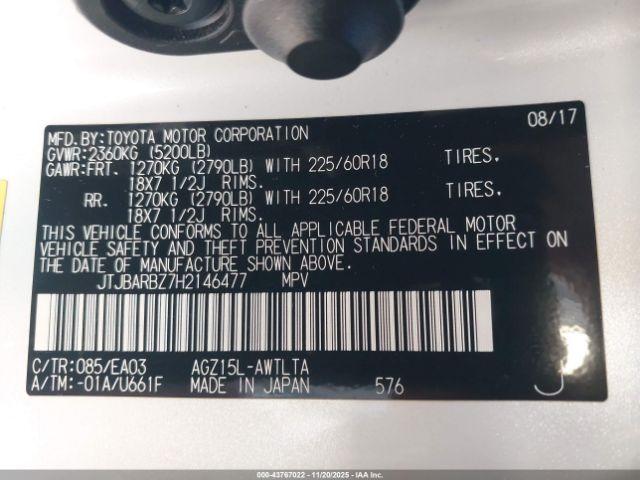 08/17
MFD.BY:TOYOTA MOTOR CORPORATION
GVWR:2360KG (5200LB)
GAWR:FRT. 1270KG (2790LB) WITH 225/60R18 TIRES.
18X7 1/2J RIMS.
RR. 1270KG (2790LB) WITH 225/60R18 TIRES.
18X7 1/2J RIMS.
THIS VEHICLE CONFORMS TO ALL APPLICABLE FEDERAL MOTOR
VEHICLE SAFETY AND THEFT PREVENTION STANDARDS IN EFFECT ON
THE DATE OF MANUFACTURE SHOWN ABOVE.
JTJBARBZ7H2146477 MPV
C/TR:085/EA03 AGZ15L-AWTLTA
A/TM:-01A/U661F MADE IN JAPAN 576 J
000-43767022 - 11/20/2025 - IAAI.CA